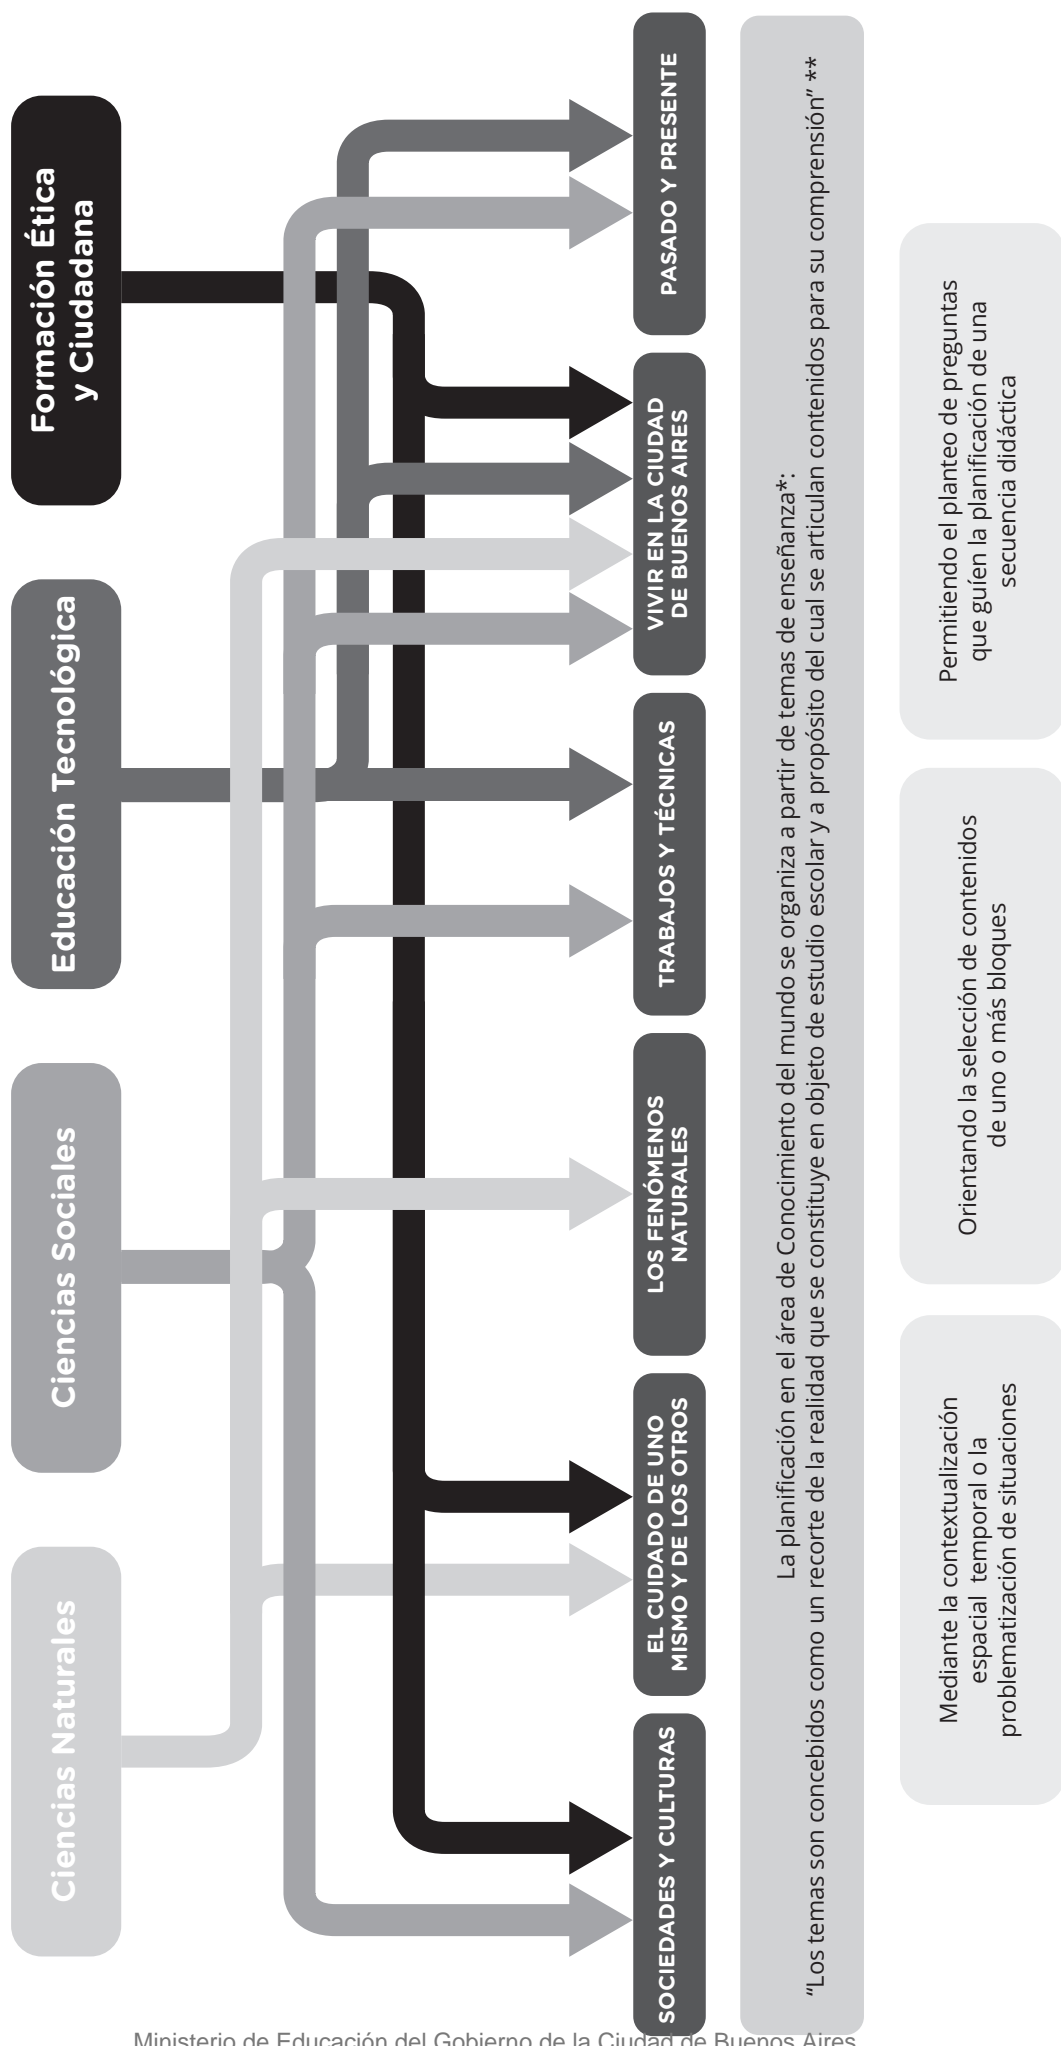 Ciencias Naturales
Ciencias Sociales
Educación Tecnológica
Formación Ética
y Ciudadana
SOCIEDADES Y CULTURAS
EL CUIDADO DE UNO
MISMO Y DE LOS OTROS
LOS FENÓMENOS
NATURALES
TRABAJOS Y TÉCNICAS
VIVIR EN LA CIUDAD
DE BUENOS AIRES
PASADO Y PRESENTE
La planificación en el área de Conocimiento del mundo se organiza a partir de temas de enseñanza*:
“Los temas son concebidos como un recorte de la realidad que se constituye en objeto de estudio escolar y a propósito del cual se articulan contenidos para su comprensión” **
Mediante la contextualización
espacial temporal o la
problematización de situaciones
Orientando la selección de contenidos
de uno o más bloques
Permitiendo el planteo de preguntas
que guíen la planificación de una
secuencia didáctica
Ministerio de Educación del Gobierno de la Ciudad de Buenos Aires